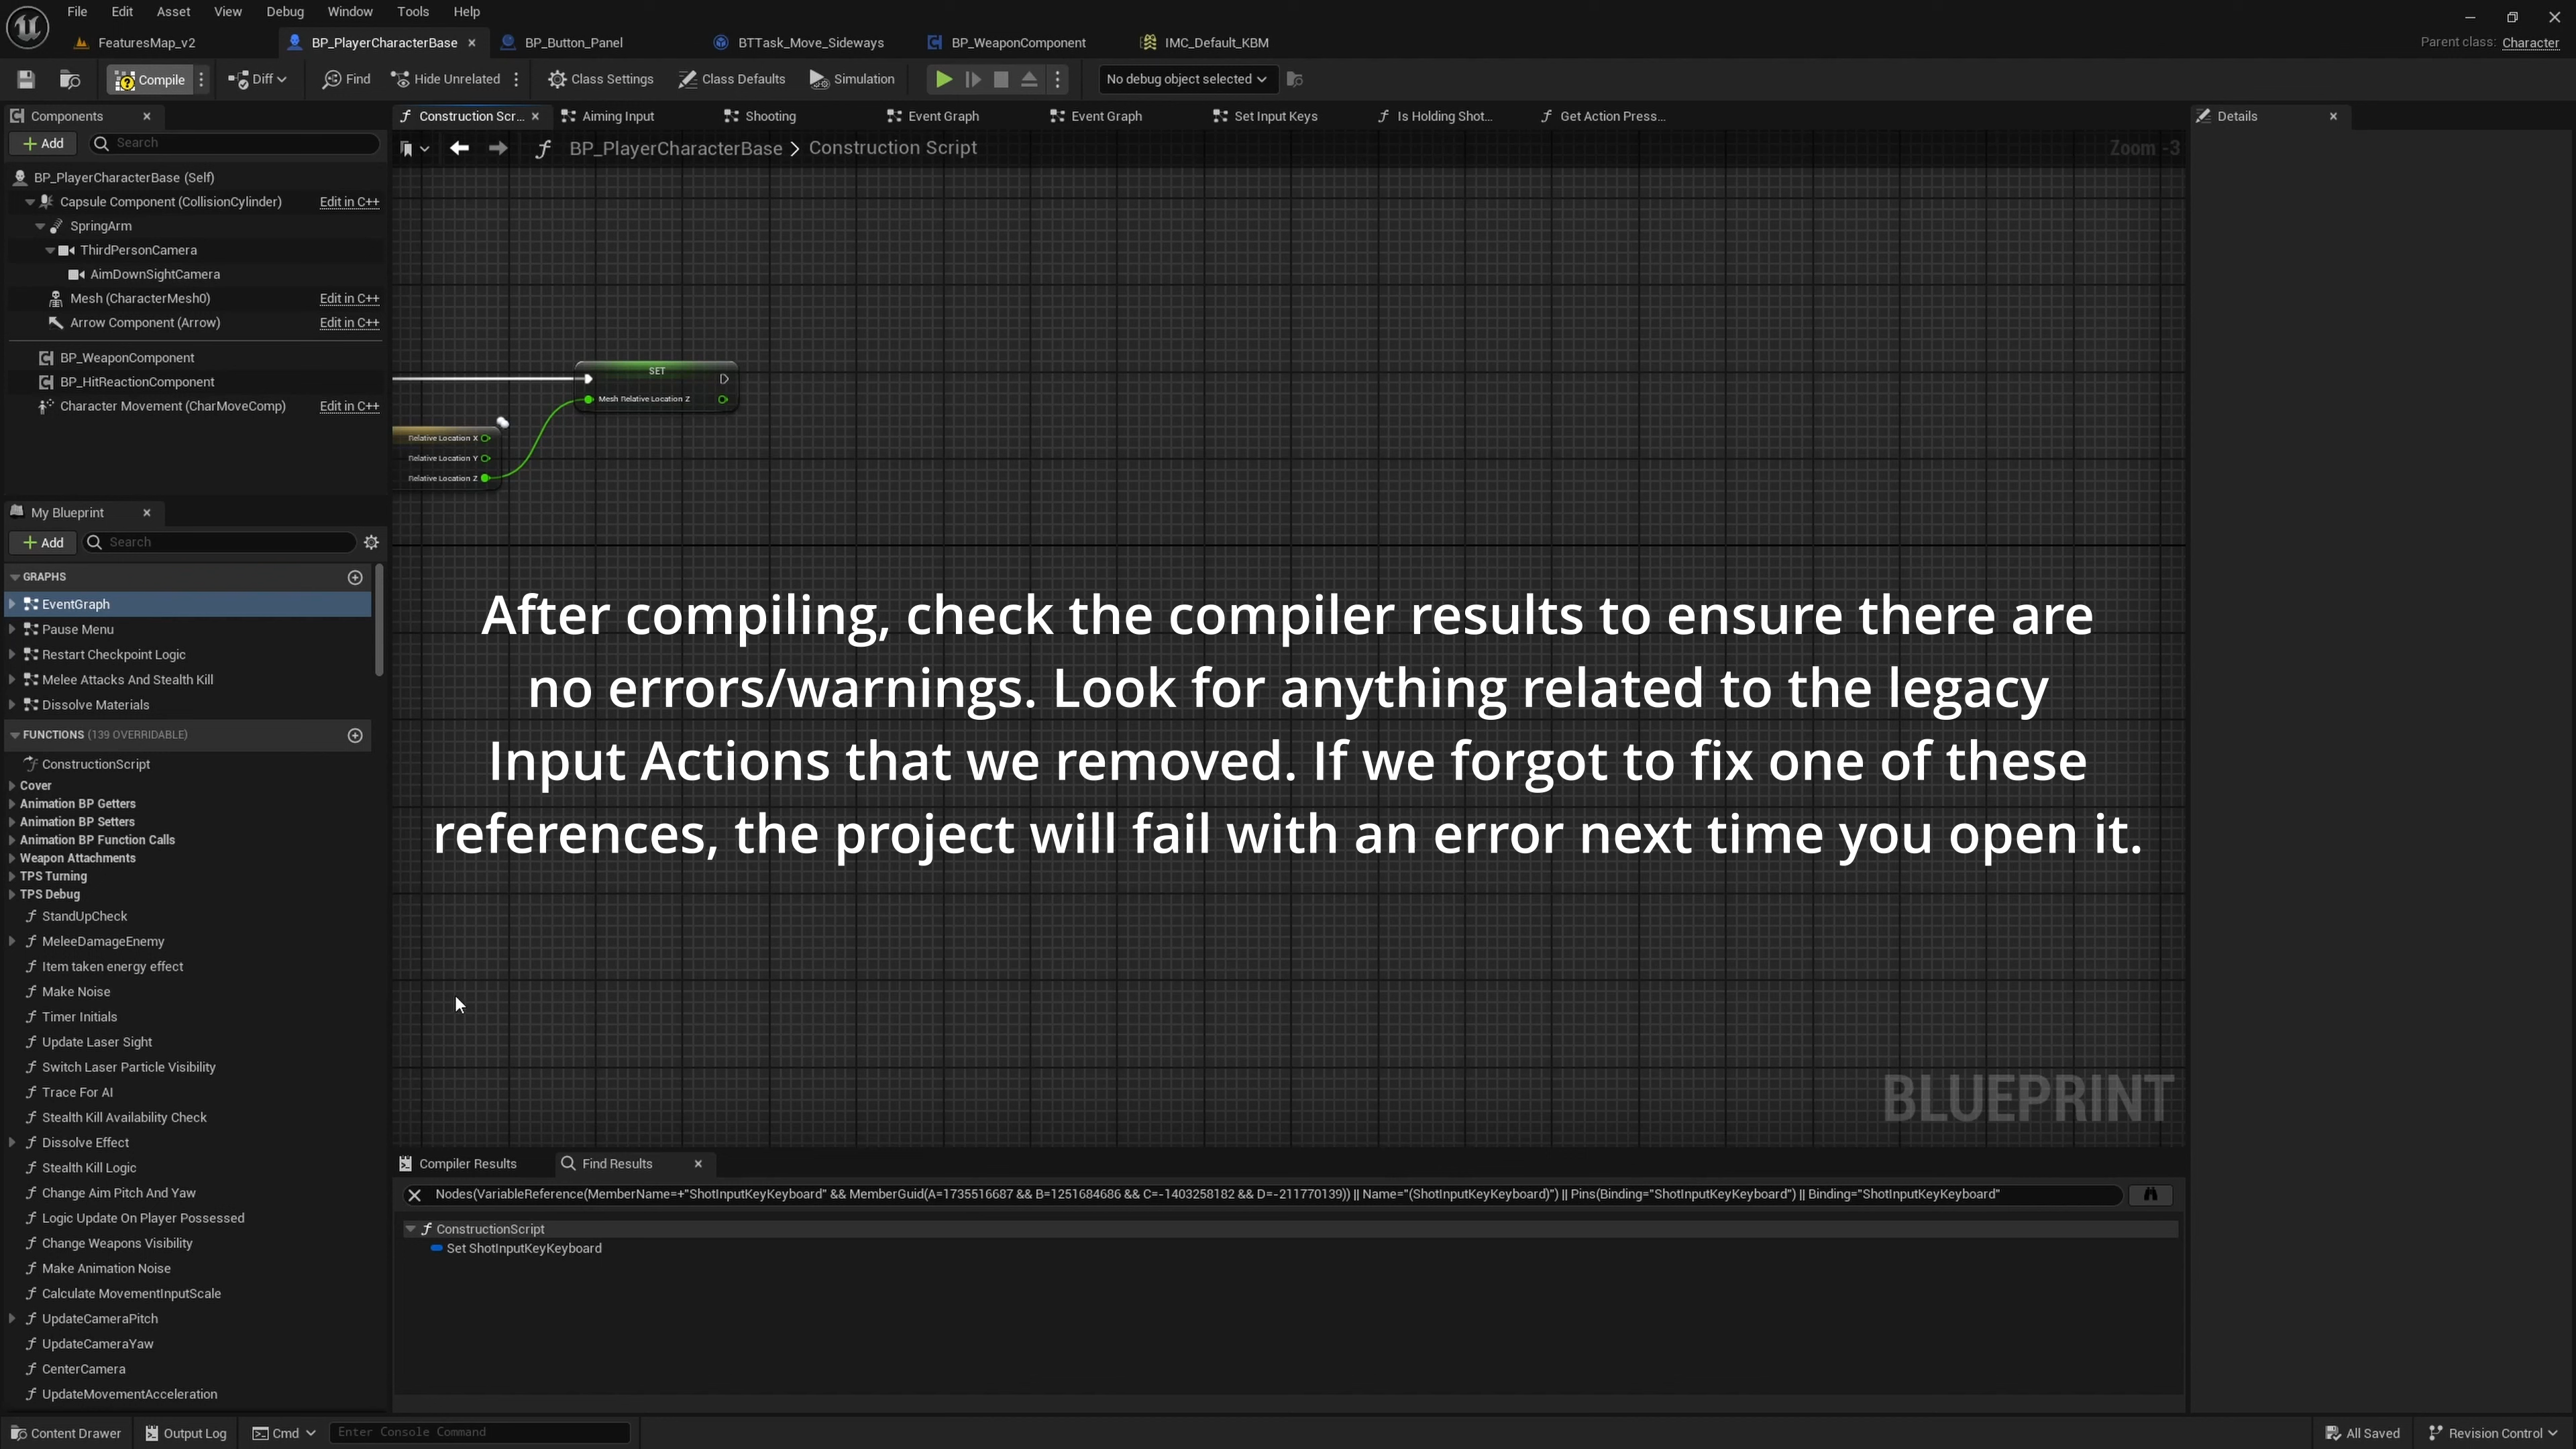 File Edit Asset View Debug Window Tools Help
FeaturesMap_v2 BP_PlayerCharacterBase BP_Button_Panel BTTask_Move_Sideways BP_WeaponComponent IMC_Default_KBM
Parent class: Character
Compile Diff Find Hide Unrelated Class Settings Class Defaults Simulation No debug object selected
Components
Add Search
BP_PlayerCharacterBase (Self)
Capsule Component (CollisionCylinder) Edit in C++
SpringArm
ThirdPersonCamera
AimDownSightCamera
Mesh (CharacterMesh0) Edit in C++
Arrow Component (Arrow) Edit in C++
BP_WeaponComponent
BP_HitReactionComponent
Character Movement (CharMoveComp) Edit in C++
My Blueprint
Add Search
GRAPHS
EventGraph
Pause Menu
Restart Checkpoint Logic
Melee Attacks And Stealth Kill
Dissolve Materials
FUNCTIONS (139 OVERRIDABLE)
ConstructionScript
Cover
Animation BP Getters
Animation BP Setters
Animation BP Function Calls
Weapon Attachments
TPS Turning
TPS Debug
StandUpCheck
MeleeDamageEnemy
Item taken energy effect
Make Noise
Timer Initials
Update Laser Sight
Switch Laser Particle Visibility
Trace For AI
Stealth Kill Availability Check
Dissolve Effect
Stealth Kill Logic
Change Aim Pitch And Yaw
Logic Update On Player Possessed
Change Weapons Visibility
Make Animation Noise
Calculate MovementInputScale
UpdateCameraPitch
UpdateCameraYaw
CenterCamera
UpdateMovementAcceleration
Construction Scr... Aiming Input Shooting Event Graph Event Graph Set Input Keys Is Holding Shot... Get Action Press...
BP_PlayerCharacterBase > Construction Script
Zoom -3
SET
Mesh Relative Location Z
Relative Location X
Relative Location Y
Relative Location Z
After compiling, check the compiler results to ensure there are
no errors/warnings. Look for anything related to the legacy
Input Actions that we removed. If we forgot to fix one of these
references, the project will fail with an error next time you open it.
BLUEPRINT
Compiler Results Find Results
Nodes(VariableReference(MemberName=+"ShotInputKeyKeyboard" && MemberGuid(A=1735516687 && B=1251684686 && C=-1403258182 && D=-211770139)) || Name="(ShotInputKeyKeyboard)") || Pins(Binding="ShotInputKeyKeyboard") || Binding="ShotInputKeyKeyboard"
ConstructionScript
Set ShotInputKeyKeyboard
Details
Content Drawer Output Log Cmd Enter Console Command All Saved Revision Control